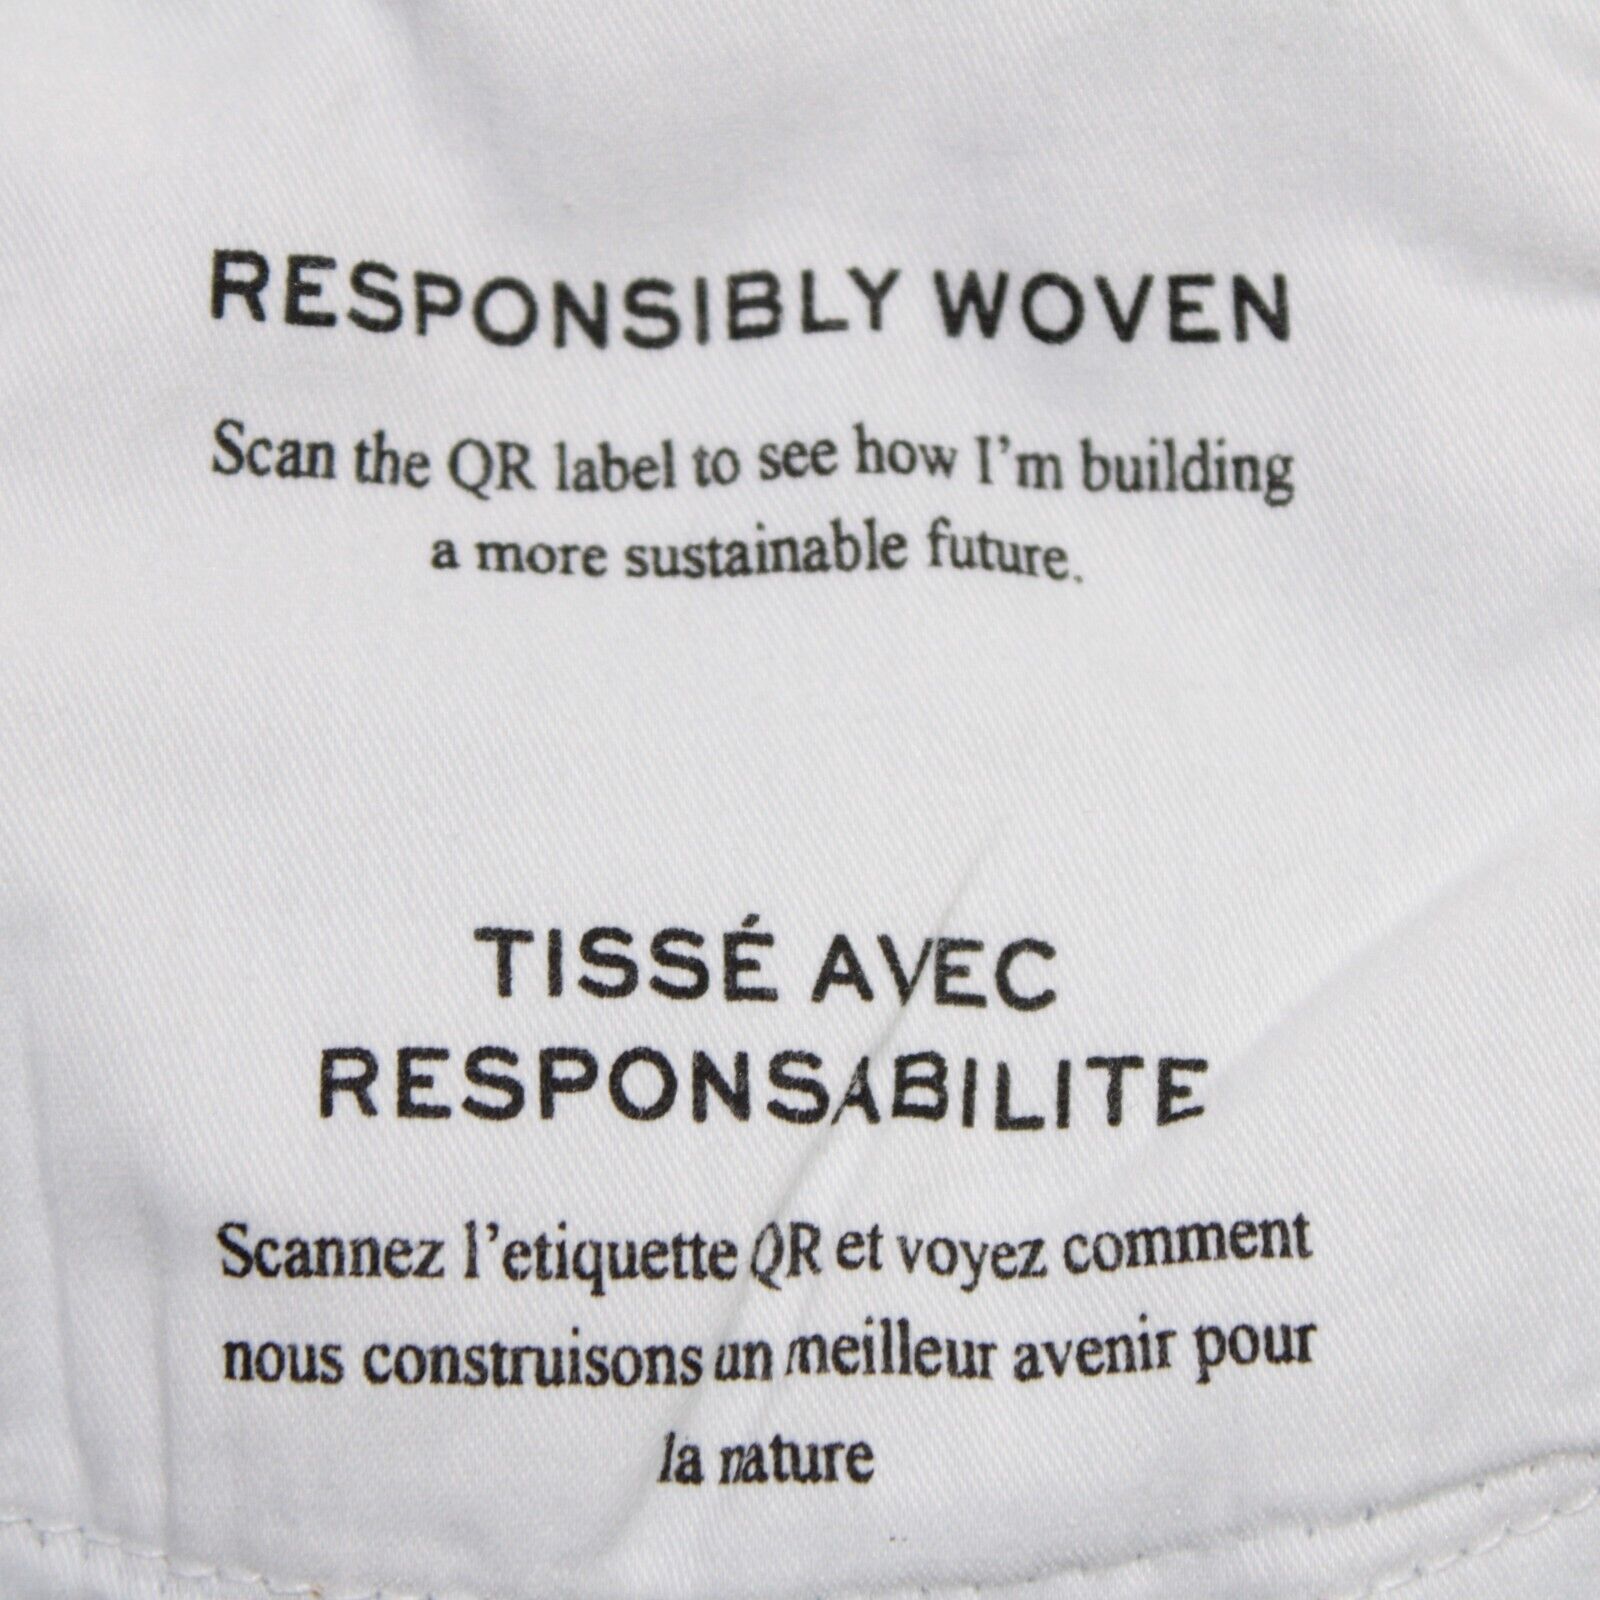 RESPONSIBLY WOVEN
Scan the QR label to see how I'm building
a more sustainable future.
TISSÉ AVEC
RESPONSABILITE
Scannez l'etiquette QR et voyez comment
nous construisons un meilleur avenir pour
la nature